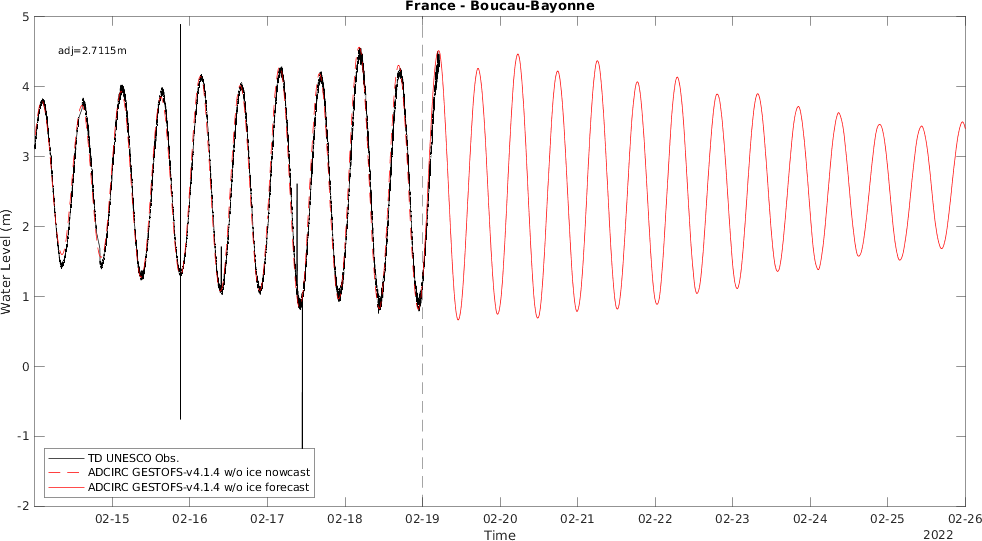 France - Boucau-Bayonne
adj=2.7115m
5
4
3
2
1
0
-1
-2
Water Level (m)
TD UNESCO Obs.
ADCIRC GESTOFS-v4.1.4 w/o ice nowcast
ADCIRC GESTOFS-v4.1.4 w/o ice forecast
02-15 02-16 02-17 02-18 02-19 02-20 02-21 02-22 02-23 02-24 02-25 02-26
Time
2022